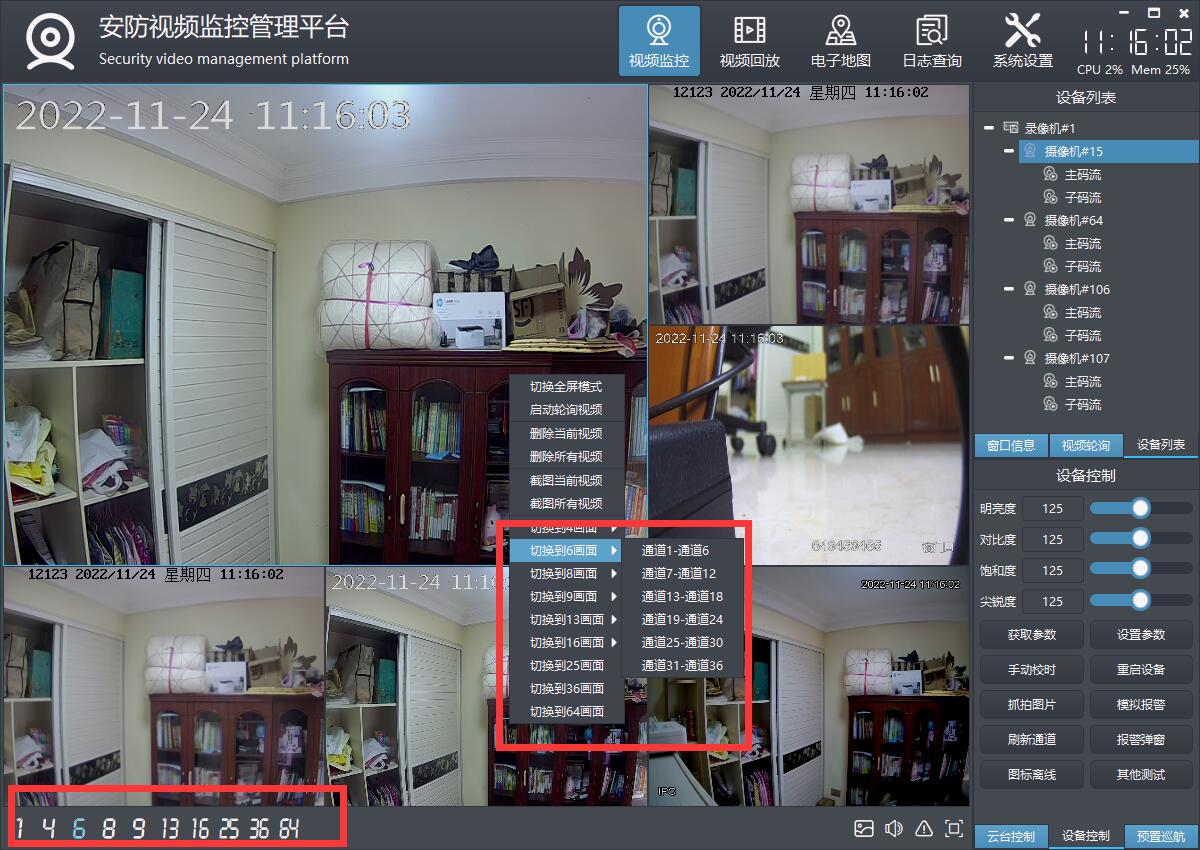 安防视频监控管理平台
Security video management platform
视频监控
视频回放
电子地图
日志查询
系统设置
11:16:02
CPU 2% Mem 25%
2022-11-24 11:16:03
12123 2022/11/24 星期四 11:16:02
2022-11-24 11:16:03
设备列表
录像机#1
摄像机#15
主码流
子码流
摄像机#64
主码流
子码流
摄像机#106
主码流
子码流
摄像机#107
主码流
子码流
窗口信息
视频轮询
设备列表
设备控制
明亮度 125
对比度 125
饱和度 125
尖锐度 125
获取参数
设置参数
手动校时
重启设备
抓拍图片
模拟报警
刷新通道
报警弹窗
图标离线
其他测试
云台控制
设备控制
预置巡航
切换全屏模式
启动轮询视频
删除当前视频
删除所有视频
截图当前视频
截图所有视频
切换到4画面
切换到6画面
切换到8画面
切换到9画面
切换到13画面
切换到16画面
切换到25画面
切换到36画面
切换到64画面
通道1-通道6
通道7-通道12
通道13-通道18
通道19-通道24
通道25-通道30
通道31-通道36
12123 2022/11/24 星期四 11:16:02
2022-11-24 11:16:0
2022-11-24 11:16:02
IPC
1 4 6 8 9 13 16 25 36 64